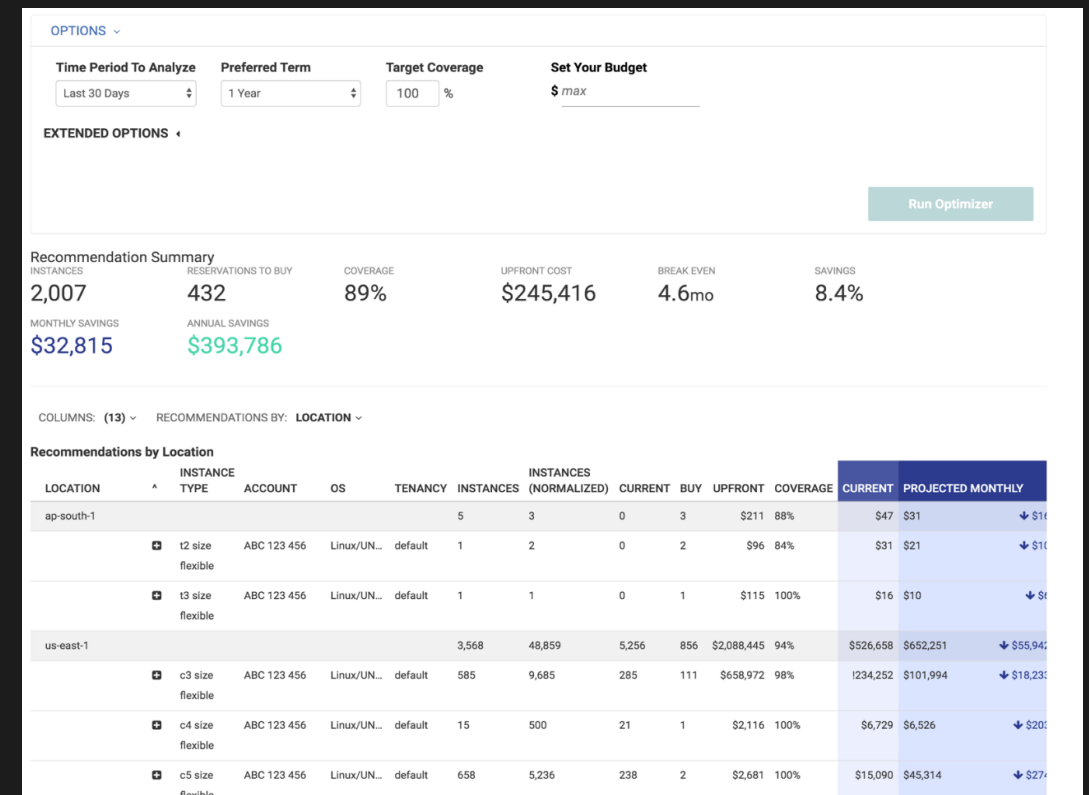 OPTIONS
Time Period To Analyze Preferred Term Target Coverage Set Your Budget
Last 30 Days 1 Year 100 % $ max
EXTENDED OPTIONS
Run Optimizer
Recommendation Summary
INSTANCES RESERVATIONS TO BUY COVERAGE UPFRONT COST BREAK EVEN SAVINGS
2,007 432 89% $245,416 4.6mo 8.4%
MONTHLY SAVINGS ANNUAL SAVINGS
$32,815 $393,786
COLUMNS: (13) RECOMMENDATIONS BY: LOCATION
Recommendations by Location
LOCATION ^ INSTANCE TYPE ACCOUNT OS TENANCY INSTANCES INSTANCES (NORMALIZED) CURRENT BUY UPFRONT COVERAGE CURRENT PROJECTED MONTHLY
ap-south-1 5 3 0 3 $211 88% $47 $31
t2 size flexible ABC 123 456 Linux/UN... default 1 2 0 2 $96 84% $31 $21
t3 size flexible ABC 123 456 Linux/UN... default 1 1 0 1 $115 100% $16 $10
us-east-1 3,568 48,859 5,256 856 $2,088,445 94% $526,658 $652,251 $55,942
c3 size flexible ABC 123 456 Linux/UN... default 585 9,685 285 111 $658,972 98% !234,252 $101,994 $18,233
c4 size flexible ABC 123 456 Linux/UN... default 15 500 21 1 $2,116 100% $6,729 $6,526 $203
c5 size flexible ABC 123 456 Linux/UN... default 658 5,236 238 2 $2,681 100% $15,090 $45,314 $274